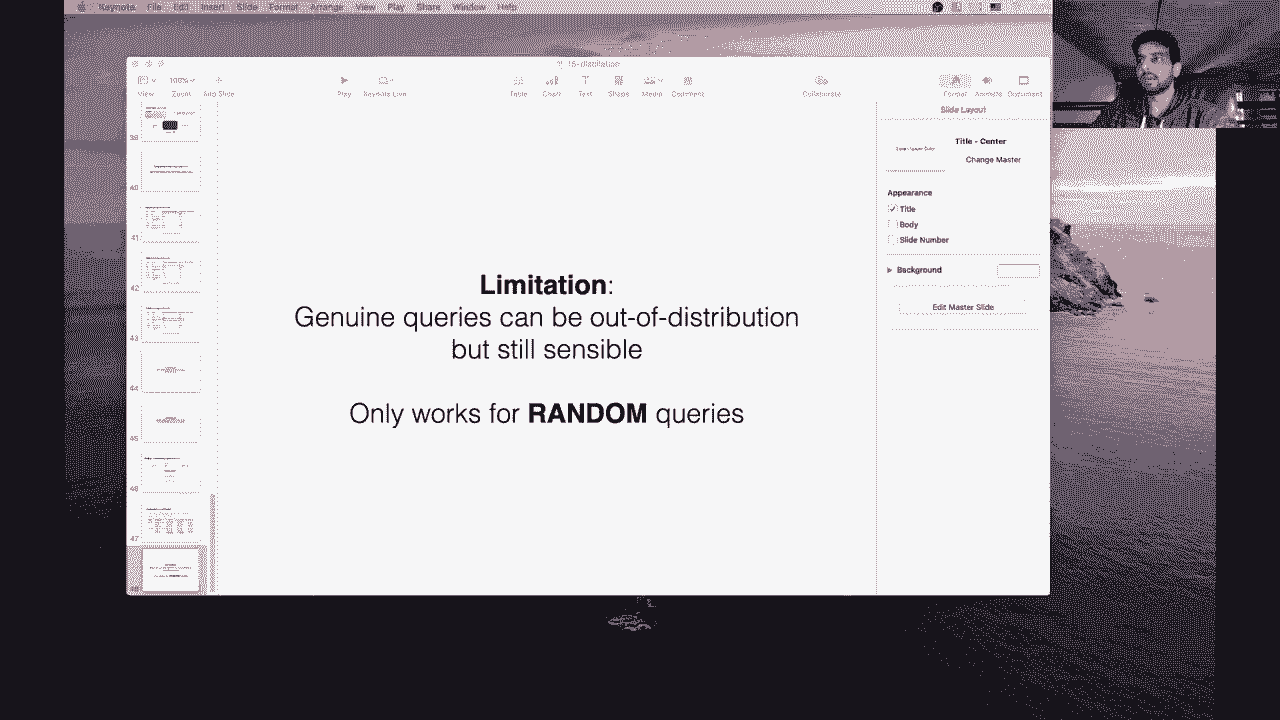 Keynote File Edit Insert Slide Format Arrange View Play Share Window Help
15-distillation
100%
View Zoom Add Slide Play Keynote Live Table Chart Text Shape Media Comment Collaborate Format Animate Document
Slide Layout
Title - Center
Change Master
Appearance
Title
Body
Slide Number
Background
Edit Master Slide
Limitation:
Genuine queries can be out-of-distribution
but still sensible
Only works for RANDOM queries
39
40
41
42
43
44
45
46
47